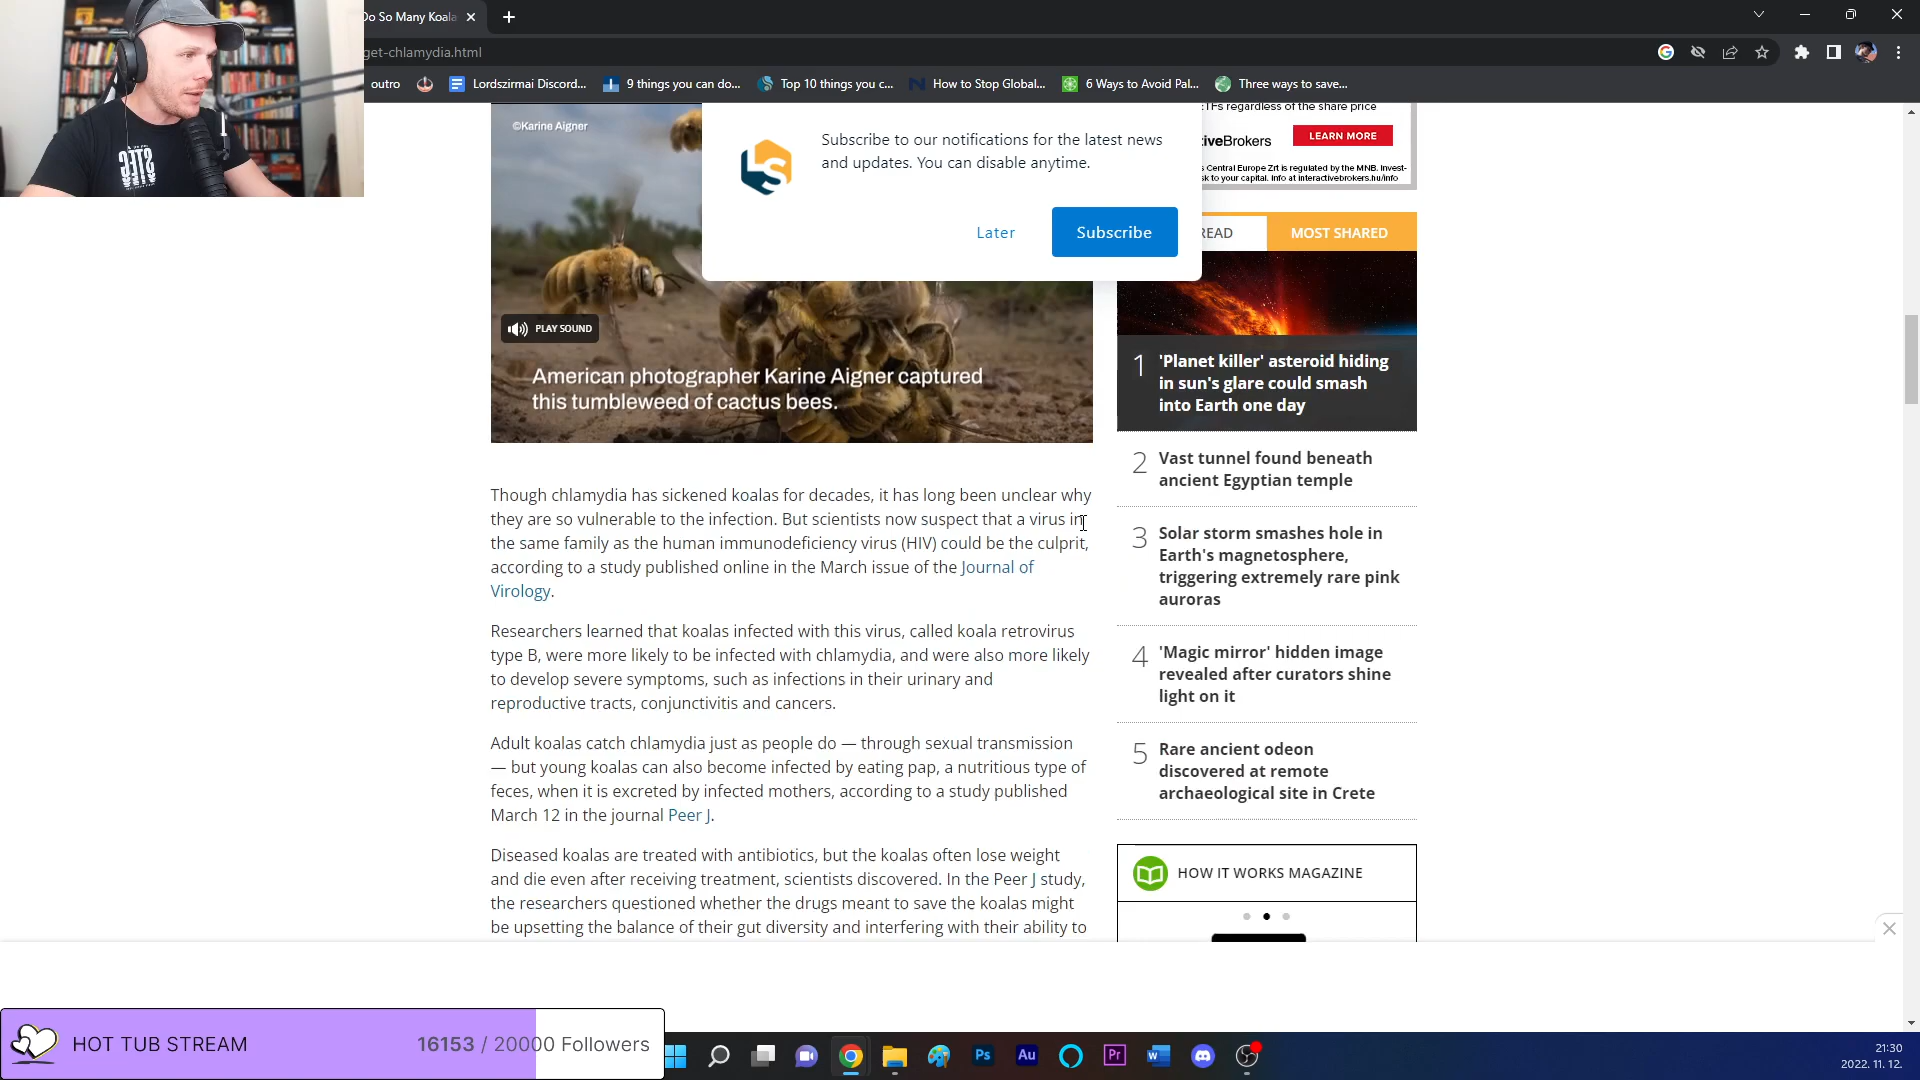 Do So Many Koala
get-chlamydia.html
outro
Lordszirmai Discord...
9 things you can do...
Top 10 things you c...
How to Stop Global...
6 Ways to Avoid Pal...
Three ways to save...
©Karine Aigner
Subscribe to our notifications for the latest news
and updates. You can disable anytime.
Later
Subscribe
PLAY SOUND
American photographer Karine Aigner captured
this tumbleweed of cactus bees.
Though chlamydia has sickened koalas for decades, it has long been unclear why
they are so vulnerable to the infection. But scientists now suspect that a virus in
the same family as the human immunodeficiency virus (HIV) could be the culprit,
according to a study published online in the March issue of the Journal of
Virology.
Researchers learned that koalas infected with this virus, called koala retrovirus
type B, were more likely to be infected with chlamydia, and were also more likely
to develop severe symptoms, such as infections in their urinary and
reproductive tracts, conjunctivitis and cancers.
Adult koalas catch chlamydia just as people do — through sexual transmission
— but young koalas can also become infected by eating pap, a nutritious type of
feces, when it is excreted by infected mothers, according to a study published
March 12 in the journal Peer J.
Diseased koalas are treated with antibiotics, but the koalas often lose weight
and die even after receiving treatment, scientists discovered. In the Peer J study,
the researchers questioned whether the drugs meant to save the koalas might
be upsetting the balance of their gut diversity and interfering with their ability to
TFs regardless of the share price
iveBrokers
LEARN MORE
Central Europe Zrt is regulated by the MNB. Invest-
sk to your capital. Info at interactivebrokers.hu/info
READ
MOST SHARED
1 'Planet killer' asteroid hiding
in sun's glare could smash
into Earth one day
2 Vast tunnel found beneath
ancient Egyptian temple
3 Solar storm smashes hole in
Earth's magnetosphere,
triggering extremely rare pink
auroras
4 'Magic mirror' hidden image
revealed after curators shine
light on it
5 Rare ancient odeon
discovered at remote
archaeological site in Crete
HOW IT WORKS MAGAZINE
HOT TUB STREAM
16153 / 20000 Followers
Ps
Au
Pr
21:30
2022. 11. 12.